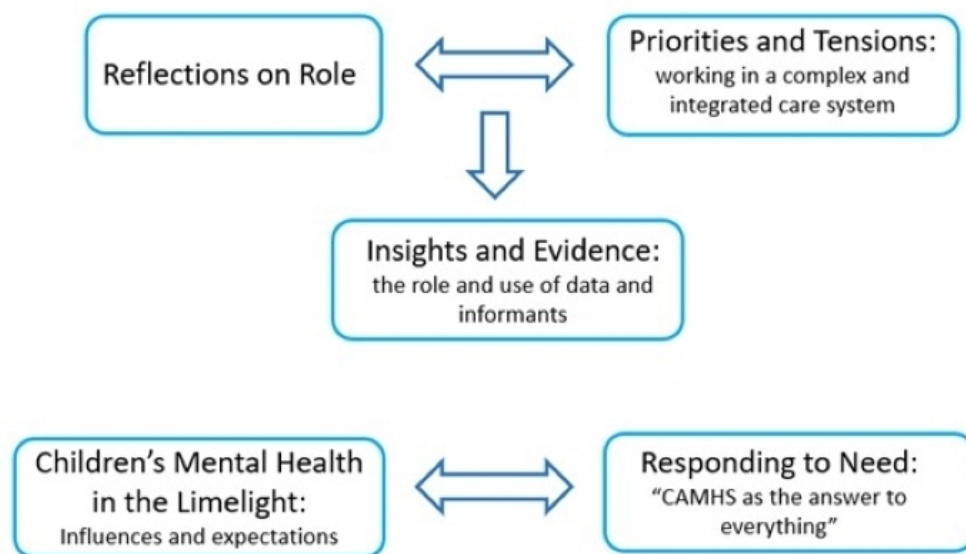 Reflections on Role
Priorities and Tensions:
working in a complex and
integrated care system
Insights and Evidence:
the role and use of data and
informants
Children’s Mental Health
in the Limelight:
Influences and expectations
Responding to Need:
“CAMHS as the answer to
everything”